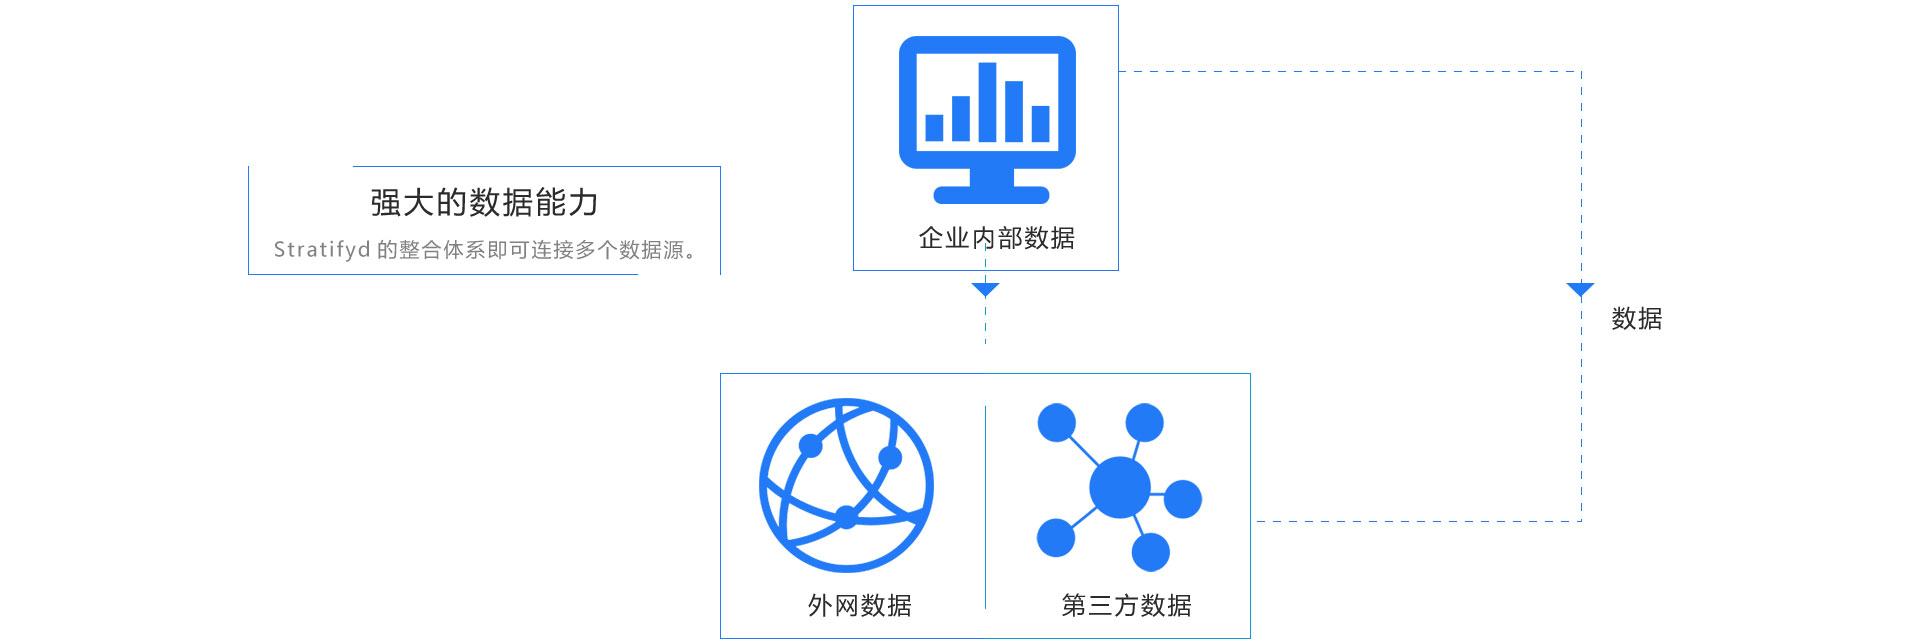 强大的数据能力
Stratifyd 的整合体系即可连接多个数据源。
企业内部数据
数据
外网数据
第三方数据